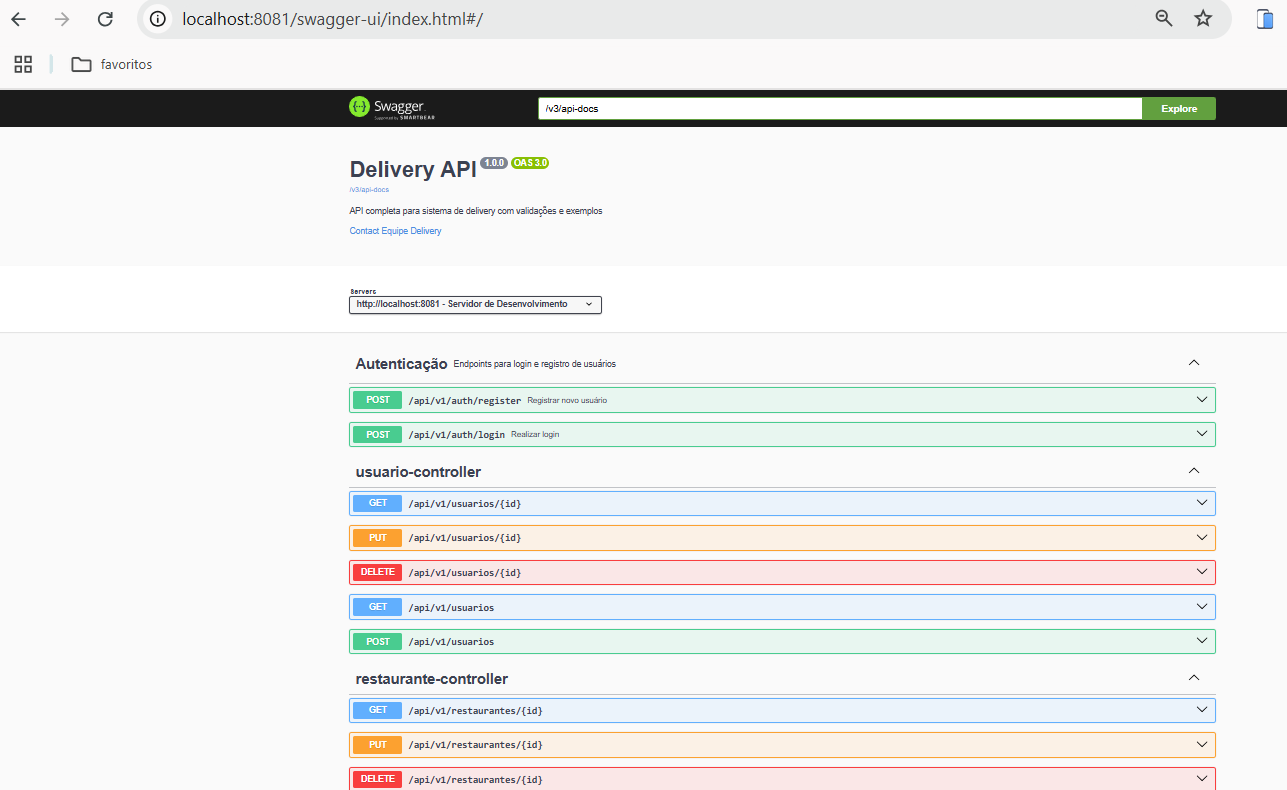 localhost:8081/swagger-ui/index.html#/
favoritos
Swagger
Supported by SMARTBEAR
/v3/api-docs
Explore
Delivery API 1.0.0 OAS 3.0
/v3/api-docs
API completa para sistema de delivery com validações e exemplos
Contact Equipe Delivery
Servers
http://localhost:8081 - Servidor de Desenvolvimento
Autenticação Endpoints para login e registro de usuários
POST /api/v1/auth/register Registrar novo usuário
POST /api/v1/auth/login Realizar login
usuario-controller
GET /api/v1/usuarios/{id}
PUT /api/v1/usuarios/{id}
DELETE /api/v1/usuarios/{id}
GET /api/v1/usuarios
POST /api/v1/usuarios
restaurante-controller
GET /api/v1/restaurantes/{id}
PUT /api/v1/restaurantes/{id}
DELETE /api/v1/restaurantes/{id}